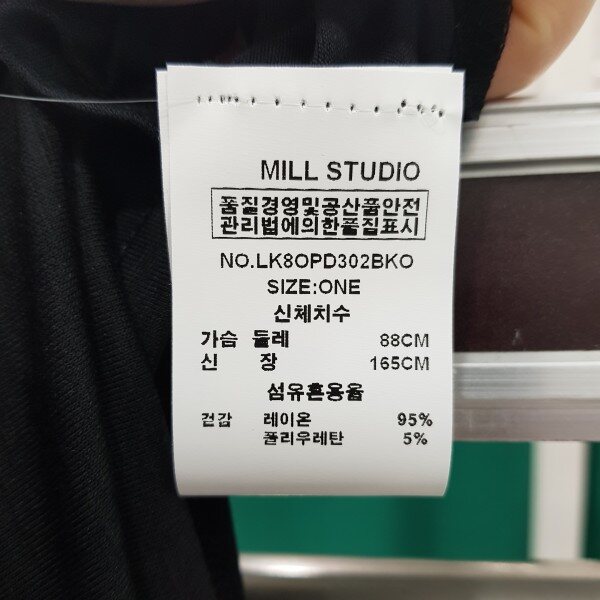 MILL STUDIO
품질경영및공산품안전
관리법에의한품질표시
NO.LK8OPD302BKO
SIZE:ONE
신체치수
가슴 둘레 88CM
신 장 165CM
섬유혼용율
겉감 레이온 95%
폴리우레탄 5%